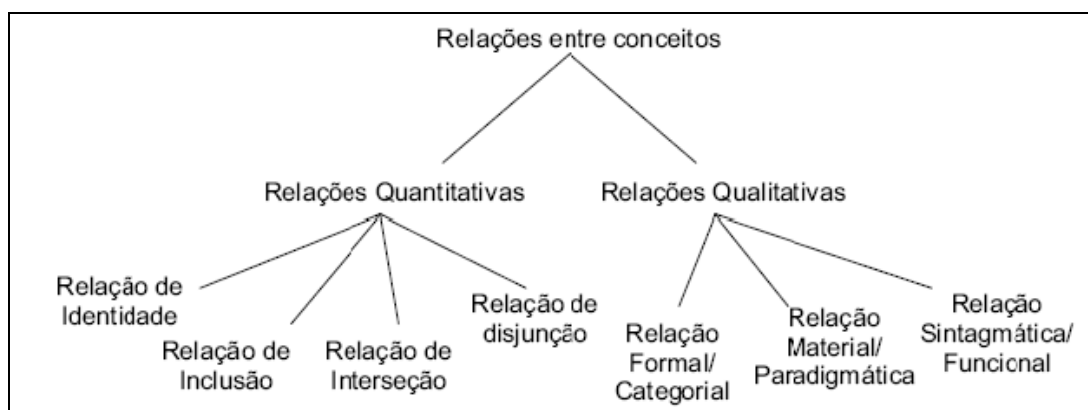 Relações entre conceitos
Relações Quantitativas
Relações Qualitativas
Relação de
Identidade
Relação de
Inclusão
Relação de
Interseção
Relação de
disjunção
Relação
Formal/
Categorial
Relação
Material/
Paradigmática
Relação
Sintagmática/
Funcional